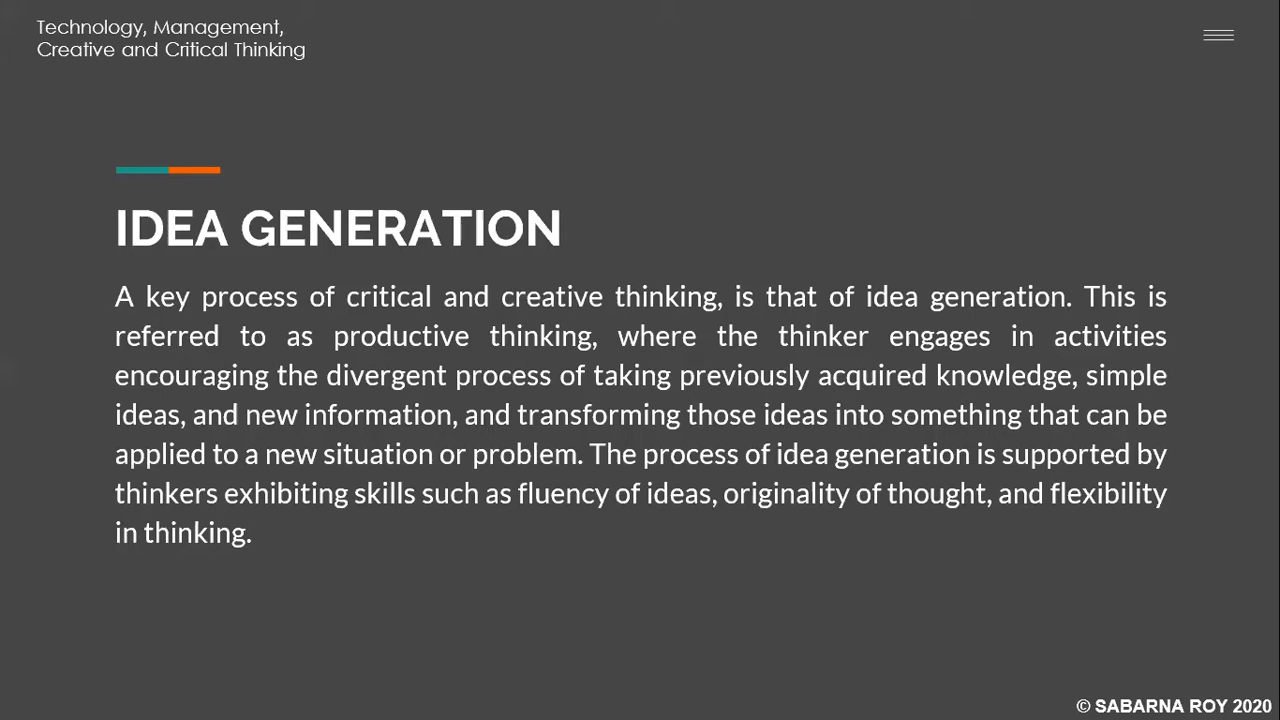 Technology, Management,
Creative and Critical Thinking
IDEA GENERATION
A key process of critical and creative thinking, is that of idea generation. This is
referred to as productive thinking, where the thinker engages in activities
encouraging the divergent process of taking previously acquired knowledge, simple
ideas, and new information, and transforming those ideas into something that can be
applied to a new situation or problem. The process of idea generation is supported by
thinkers exhibiting skills such as fluency of ideas, originality of thought, and flexibility
in thinking.
© SABARNA ROY 2020